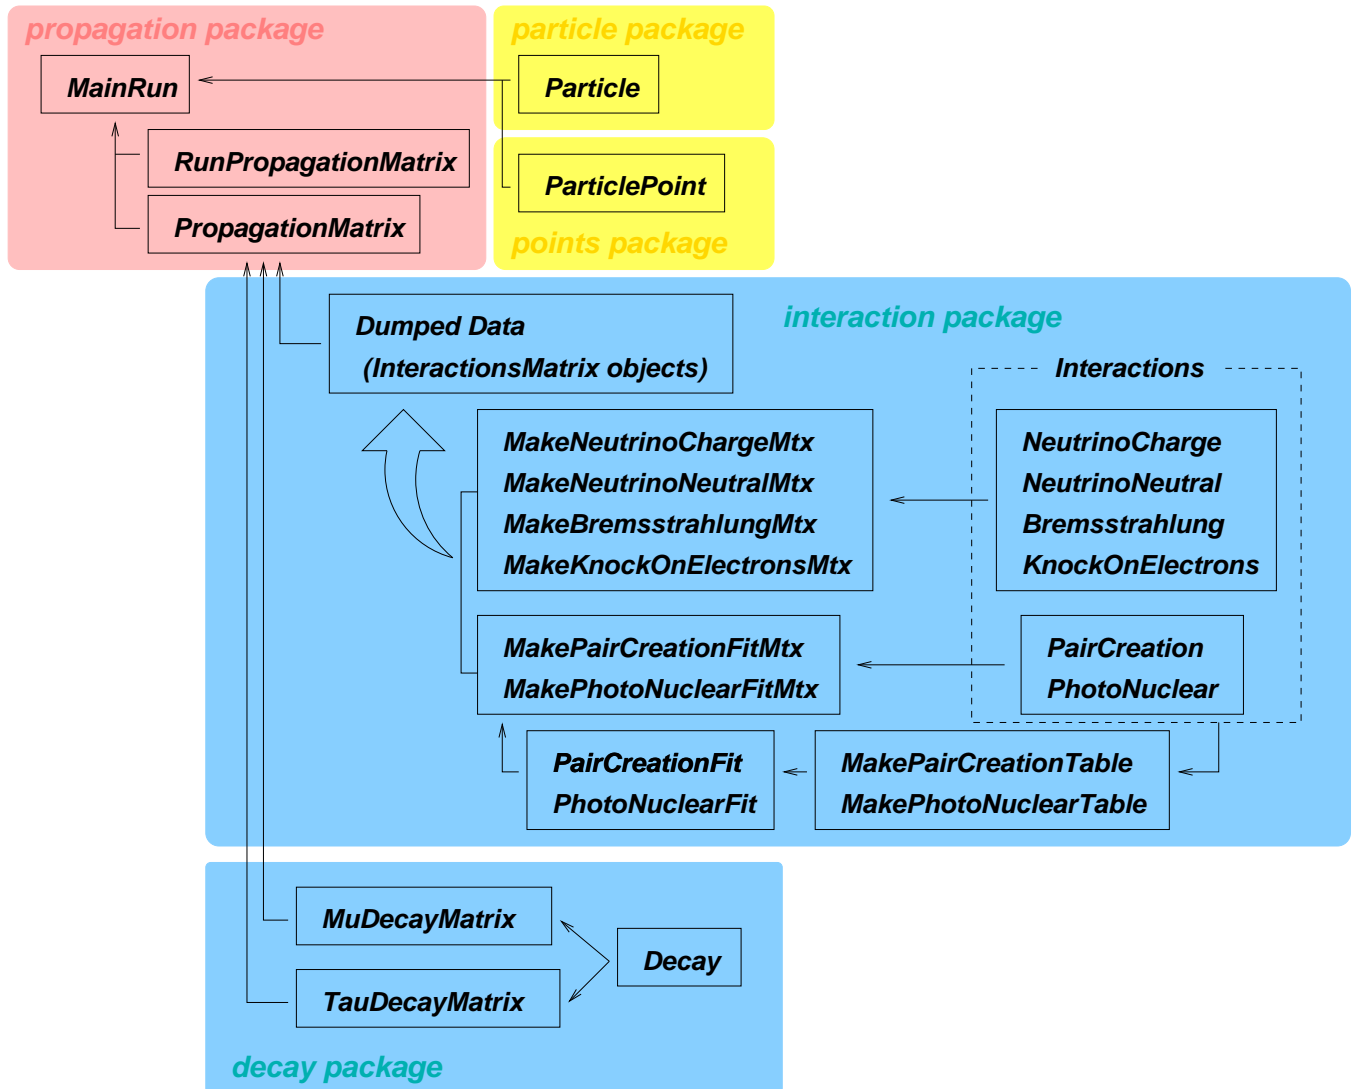 propagation package
MainRun
RunPropagationMatrix
PropagationMatrix
particle package
Particle
ParticlePoint
points package
interaction package
Dumped Data
(InteractionsMatrix objects)
Interactions
MakeNeutrinoChargeMtx
MakeNeutrinoNeutralMtx
MakeBremsstrahlungMtx
MakeKnockOnElectronsMtx
NeutrinoCharge
NeutrinoNeutral
Bremsstrahlung
KnockOnElectrons
MakePairCreationFitMtx
MakePhotoNuclearFitMtx
PairCreation
PhotoNuclear
PairCreationFit
PhotoNuclearFit
MakePairCreationTable
MakePhotoNuclearTable
MuDecayMatrix
Decay
TauDecayMatrix
decay package